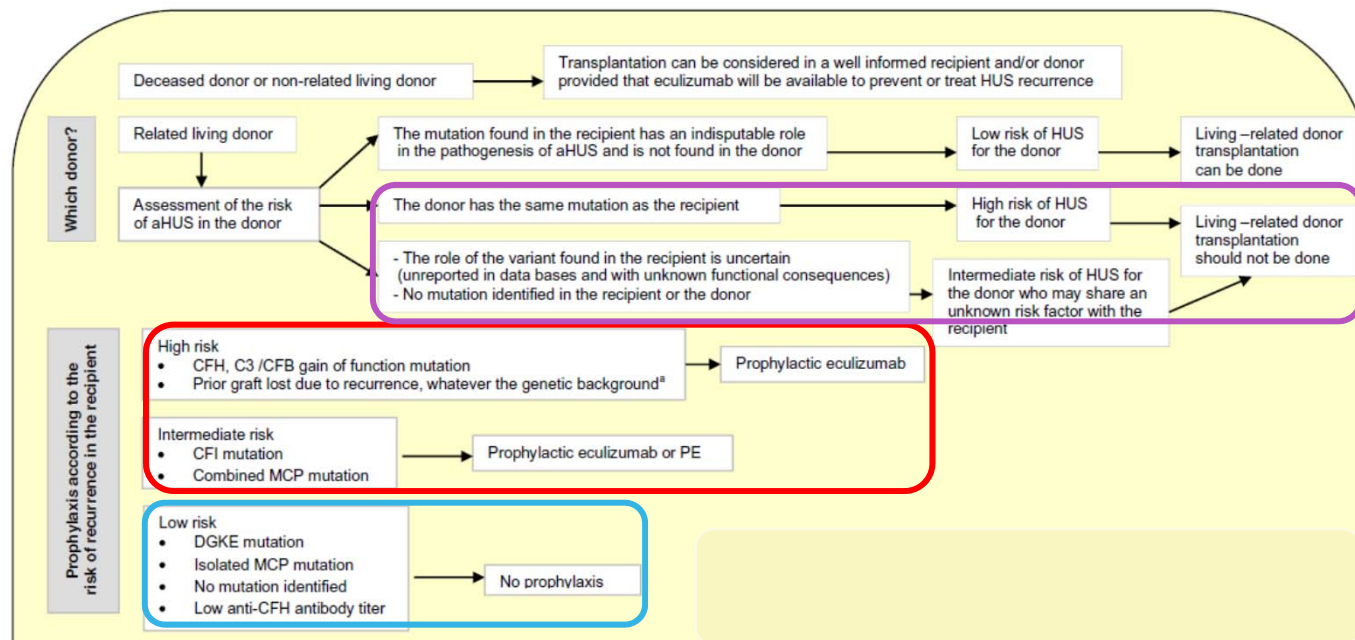 Deceased donor or non-related living donor
Transplantation can be considered in a well informed recipient and/or donor
provided that eculizumab will be available to prevent or treat HUS recurrence
Which donor?
Related living donor
Assessment of the risk
of aHUS in the donor
The mutation found in the recipient has an indisputable role
in the pathogenesis of aHUS and is not found in the donor
Low risk of HUS
for the donor
Living –related donor
transplantation
can be done
The donor has the same mutation as the recipient
High risk of HUS
for the donor
Living –related donor
transplantation
should not be done
- The role of the variant found in the recipient is uncertain
(unreported in data bases and with unknown functional consequences)
- No mutation identified in the recipient or the donor
Intermediate risk of HUS for
the donor who may share an
unknown risk factor with the
recipient
Prophylaxis according to the
risk of recurrence in the recipient
High risk
• CFH, C3 /CFB gain of function mutation
• Prior graft lost due to recurrence, whatever the genetic backgroundª
Prophylactic eculizumab
Intermediate risk
• CFI mutation
• Combined MCP mutation
Prophylactic eculizumab or PE
Low risk
• DGKE mutation
• Isolated MCP mutation
• No mutation identified
• Low anti-CFH antibody titer
No prophylaxis